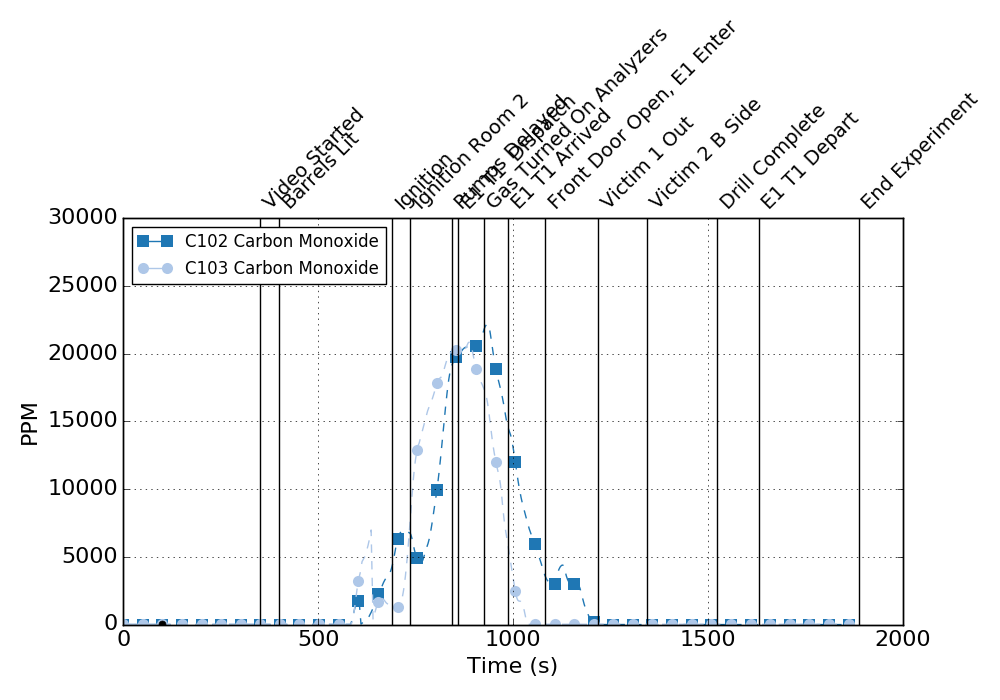 Video Started
Barrels Lit
Ignition
Ignition Room 2
Pumps Delayed
E1 T1 Dispatch
Gas Turned On Analyzers
E1 T1 Arrived
Front Door Open, E1 Enter
Victim 1 Out
Victim 2 B Side
Drill Complete
E1 T1 Depart
End Experiment
30000
25000
20000
15000
10000
5000
0
PPM
C102 Carbon Monoxide
C103 Carbon Monoxide
0 500 1000 1500 2000
Time (s)